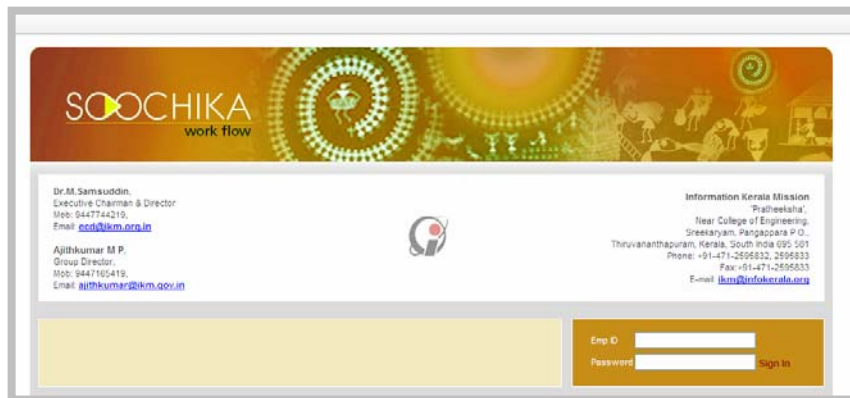 SOOCHIKA
work flow
Dr.M.Samsuddin,
Executive Chairman & Director
Mob: 9447744219,
Email: ecd@ikm.org.in
Ajithkumar M P,
Group Director,
Mob: 9447165419,
Email: ajithkumar@ikm.gov.in
Information Kerala Mission
'Pratheeksha',
Near College of Engineering,
Sreekaryam, Pangappara P O.,
Thiruvananthapuram, Kerala, South India 695 581
Phone: +91-471-2595832, 2595833
Fax:+91-471-2595833
E-mail: ikm@infokerala.org
Emp ID
Password
Sign In